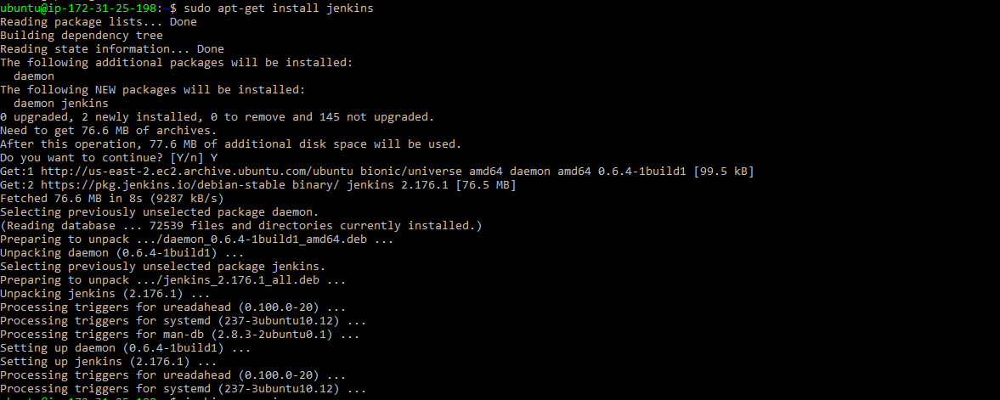 ubuntu@ip-172-31-25-198:~$ sudo apt-get install jenkins
Reading package lists... Done
Building dependency tree
Reading state information... Done
The following additional packages will be installed:
  daemon
The following NEW packages will be installed:
  daemon jenkins
0 upgraded, 2 newly installed, 0 to remove and 145 not upgraded.
Need to get 76.6 MB of archives.
After this operation, 77.6 MB of additional disk space will be used.
Do you want to continue? [Y/n] Y
Get:1 http://us-east-2.ec2.archive.ubuntu.com/ubuntu bionic/universe amd64 daemon amd64 0.6.4-1build1 [99.5 kB]
Get:2 https://pkg.jenkins.io/debian-stable binary/ jenkins 2.176.1 [76.5 MB]
Fetched 76.6 MB in 8s (9287 kB/s)
Selecting previously unselected package daemon.
(Reading database ... 72539 files and directories currently installed.)
Preparing to unpack .../daemon_0.6.4-1build1_amd64.deb ...
Unpacking daemon (0.6.4-1build1) ...
Selecting previously unselected package jenkins.
Preparing to unpack .../jenkins_2.176.1_all.deb ...
Unpacking jenkins (2.176.1) ...
Processing triggers for ureadahead (0.100.0-20) ...
Processing triggers for systemd (237-3ubuntu10.12) ...
Processing triggers for man-db (2.8.3-2ubuntu0.1) ...
Setting up daemon (0.6.4-1build1) ...
Setting up jenkins (2.176.1) ...
Processing triggers for ureadahead (0.100.0-20) ...
Processing triggers for systemd (237-3ubuntu10.12) ...